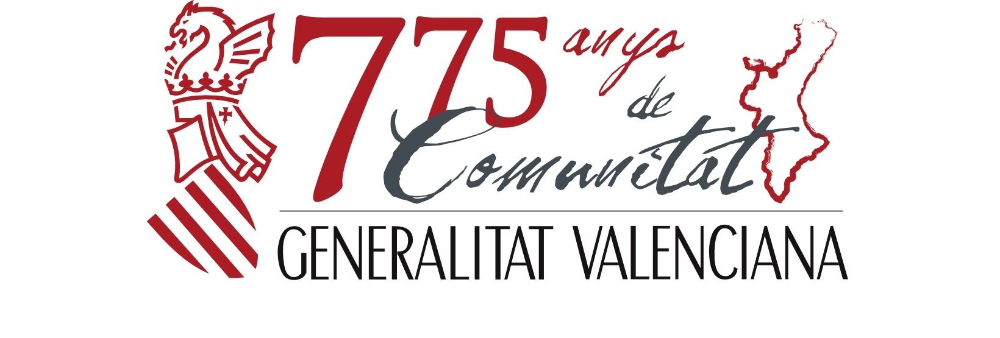 775 anys
de
Comunitat
GENERALITAT VALENCIANA